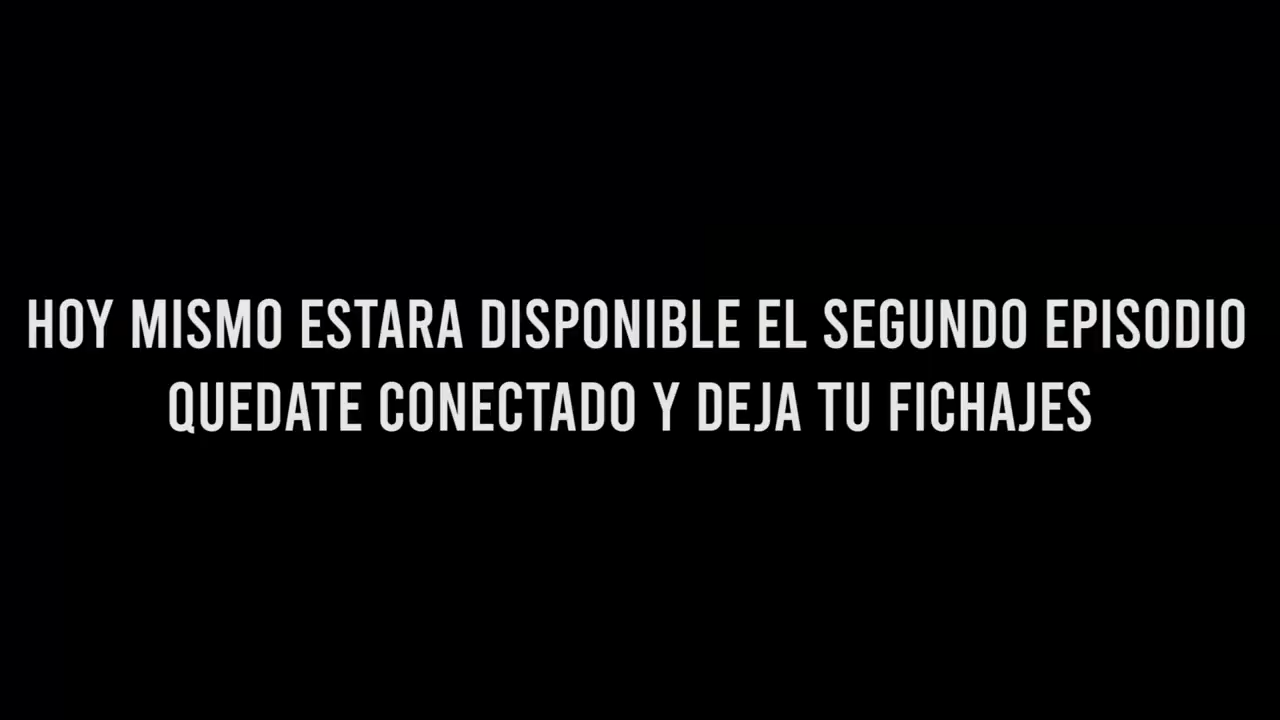 HOY MISMO ESTARA DISPONIBLE EL SEGUNDO EPISODIO
QUEDATE CONECTADO Y DEJA TU FICHAJES